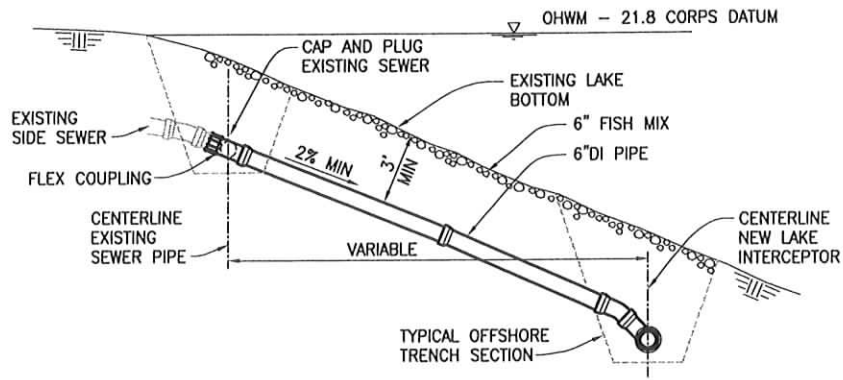 OHWM – 21.8 CORPS DATUM
CAP AND PLUG
EXISTING SEWER
EXISTING LAKE
BOTTOM
EXISTING
SIDE SEWER
6" FISH MIX
6"DI PIPE
2% MIN
3"
MIN
FLEX COUPLING
CENTERLINE
EXISTING
SEWER PIPE
VARIABLE
CENTERLINE
NEW LAKE
INTERCEPTOR
TYPICAL OFFSHORE
TRENCH SECTION